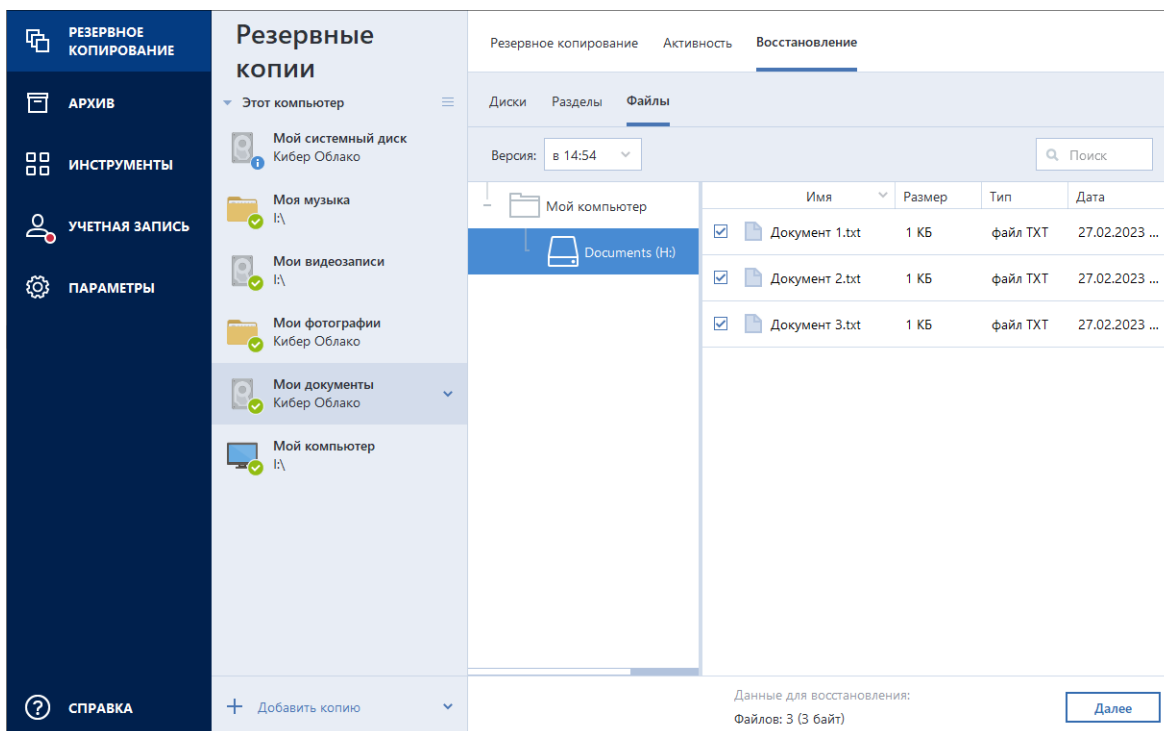 РЕЗЕРВНОЕ
КОПИРОВАНИЕ
АРХИВ
ИНСТРУМЕНТЫ
УЧЕТНАЯ ЗАПИСЬ
ПАРАМЕТРЫ
СПРАВКА
Резервные
копии
Этот компьютер
Мой системный диск
Кибер Облако
Моя музыка
I:\
Мои видеозаписи
I:\
Мои фотографии
Кибер Облако
Мои документы
Кибер Облако
Мой компьютер
I:\
Добавить копию
Резервное копирование Активность Восстановление
Диски Разделы Файлы
Версия: в 14:54 Поиск
Мой компьютер
Documents (H:)
Имя Размер Тип Дата
Документ 1.txt 1 КБ файл TXT 27.02.2023 ...
Документ 2.txt 1 КБ файл TXT 27.02.2023 ...
Документ 3.txt 1 КБ файл TXT 27.02.2023 ...
Данные для восстановления:
Файлов: 3 (3 байт)
Далее